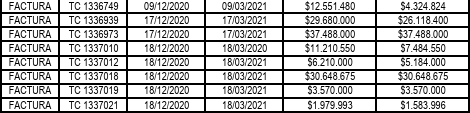 FACTURA TC 1336749 09/12/2020 09/03/2021 $12.551.480 $4.324.824
FACTURA TC 1336939 17/12/2020 17/03/2021 $29.680.000 $26.118.400
FACTURA TC 1336973 17/12/2020 17/03/2021 $37.488.000 $37.488.000
FACTURA TC 1337010 18/12/2020 18/03/2020 $11.210.550 $7.484.550
FACTURA TC 1337012 18/12/2020 18/03/2021 $6.210.000 $5.184.000
FACTURA TC 1337018 18/12/2020 18/03/2021 $30.648.675 $30.648.675
FACTURA TC 1337019 18/12/2020 18/03/2021 $3.570.000 $3.570.000
FACTURA TC 1337021 18/12/2020 18/03/2021 $1.979.993 $1.583.996